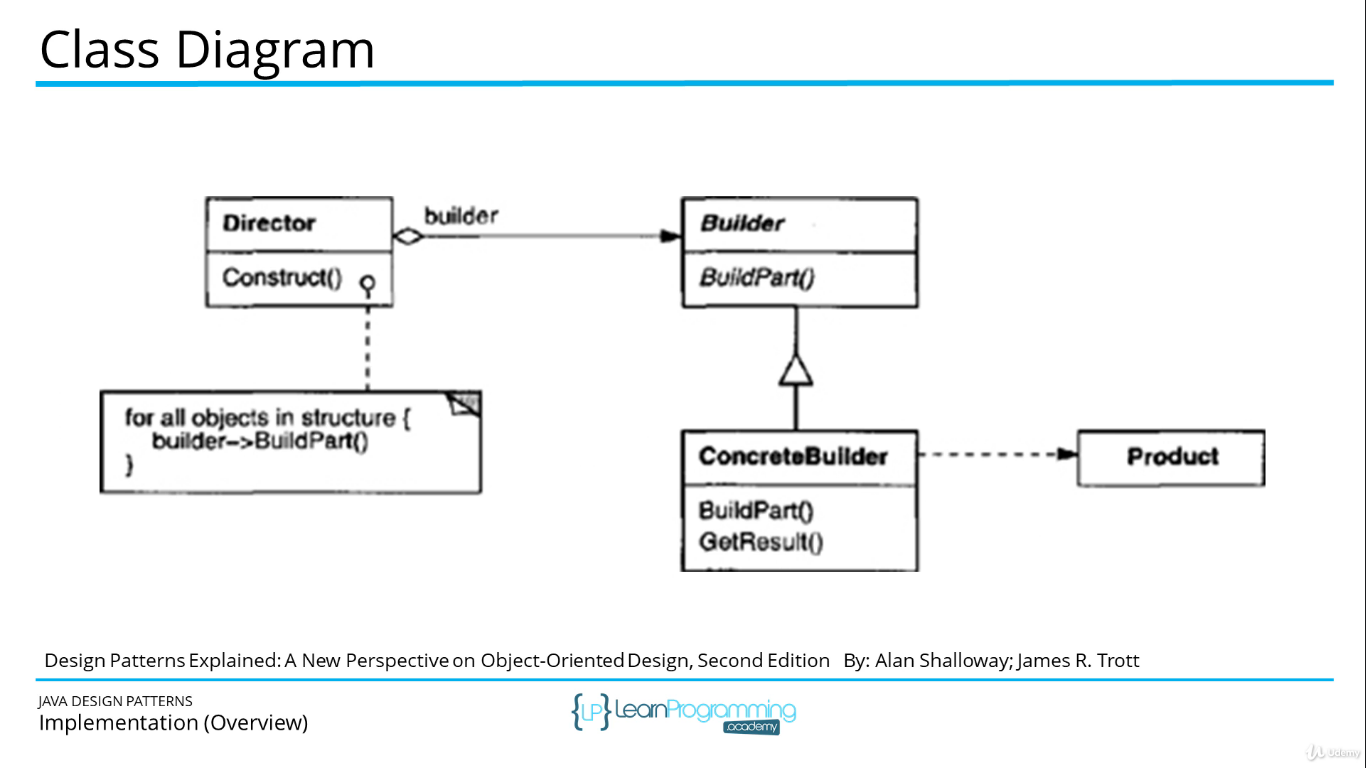 Class Diagram
Director
Construct()
builder
Builder
BuildPart()
for all objects in structure {
builder–>BuildPart()
}
ConcreteBuilder
BuildPart()
GetResult()
Product
Design Patterns Explained: A New Perspective on Object-Oriented Design, Second Edition By: Alan Shalloway; James R. Trott
JAVA DESIGN PATTERNS
Implementation (Overview)
{LP} LearnProgramming
.academy
Udemy